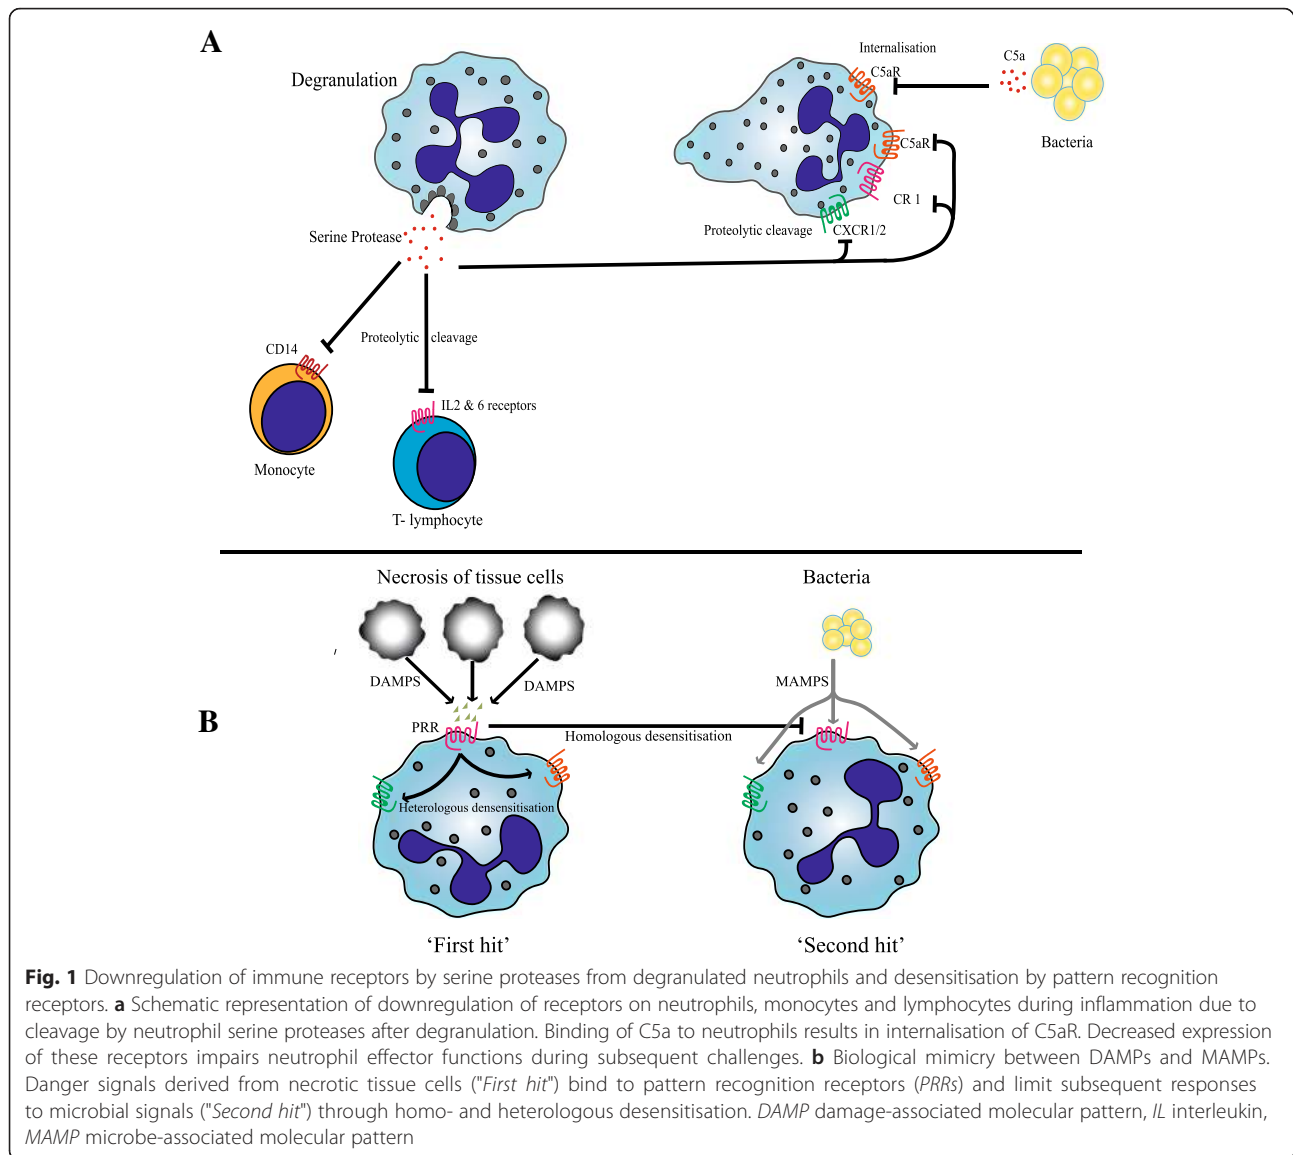 A
Degranulation
Serine Protease
Internalisation
C5aR
C5a
Bacteria
C5aR
CR 1
Proteolytic cleavage
CXCR1/2
Proteolytic cleavage
CD14
IL2 & 6 receptors
Monocyte
T- lymphocyte
Necrosis of tissue cells
Bacteria
DAMPS
DAMPS
MAMPS
B
PRR
Homologous desensitisation
Heterologous densensitisation
‘First hit’
‘Second hit’
Fig. 1 Downregulation of immune receptors by serine proteases from degranulated neutrophils and desensitisation by pattern recognition
receptors. a Schematic representation of downregulation of receptors on neutrophils, monocytes and lymphocytes during inflammation due to
cleavage by neutrophil serine proteases after degranulation. Binding of C5a to neutrophils results in internalisation of C5aR. Decreased expression
of these receptors impairs neutrophil effector functions during subsequent challenges. b Biological mimicry between DAMPs and MAMPs.
Danger signals derived from necrotic tissue cells ("First hit") bind to pattern recognition receptors (PRRs) and limit subsequent responses
to microbial signals ("Second hit") through homo- and heterologous desensitisation. DAMP damage-associated molecular pattern, IL interleukin,
MAMP microbe-associated molecular pattern